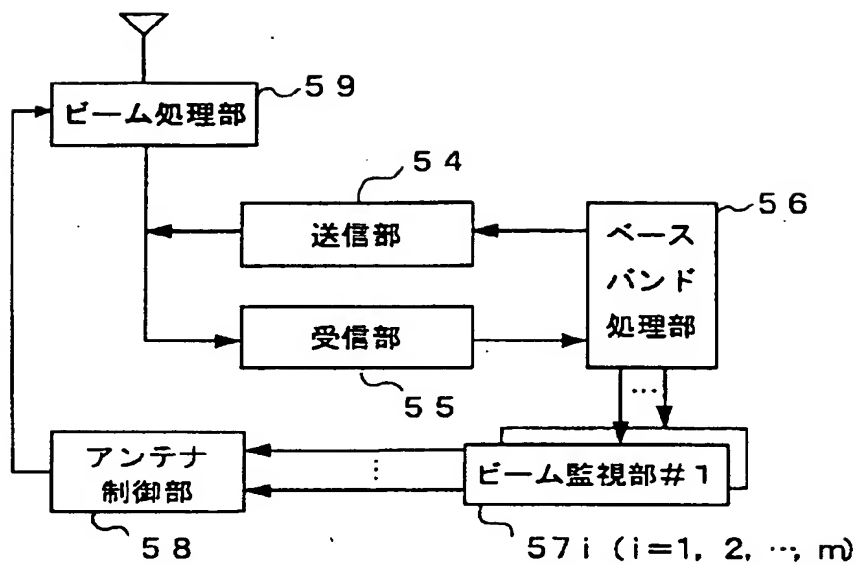 59
ビーム処理部
54
送信部
56
ベース
バンド
処理部
受信部
55
…
アンテナ
制御部
…
ビーム監視部#1
58
57i (i=1, 2, …, m)